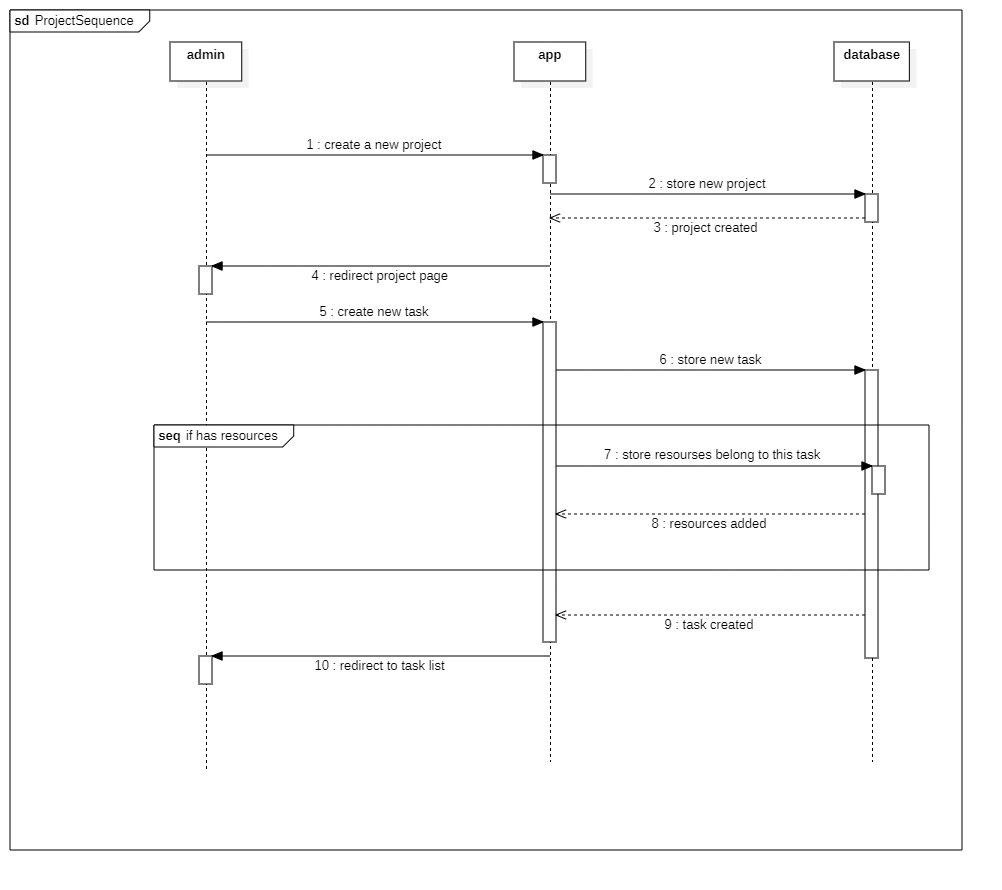 sd ProjectSequence
admin
app
database
1 : create a new project
2 : store new project
3 : project created
4 : redirect project page
5 : create new task
6 : store new task
seq if has resources
7 : store resourses belong to this task
8 : resources added
9 : task created
10 : redirect to task list